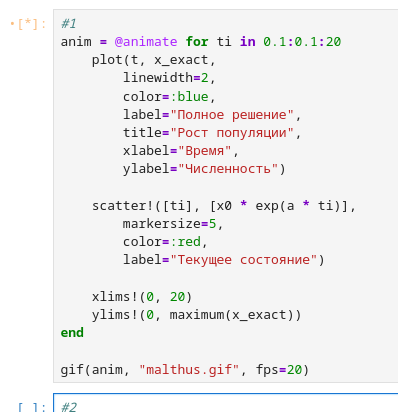 •[*]: #1
anim = @animate for ti in 0.1:0.1:20
    plot(t, x_exact,
        linewidth=2,
        color=:blue,
        label="Полное решение",
        title="Рост популяции",
        xlabel="Время",
        ylabel="Численность")
    scatter!([ti], [x0 * exp(a * ti)],
        markersize=5,
        color=:red,
        label="Текущее состояние")
    xlims!(0, 20)
    ylims!(0, maximum(x_exact))
end
gif(anim, "malthus.gif", fps=20)
[ ]: #2